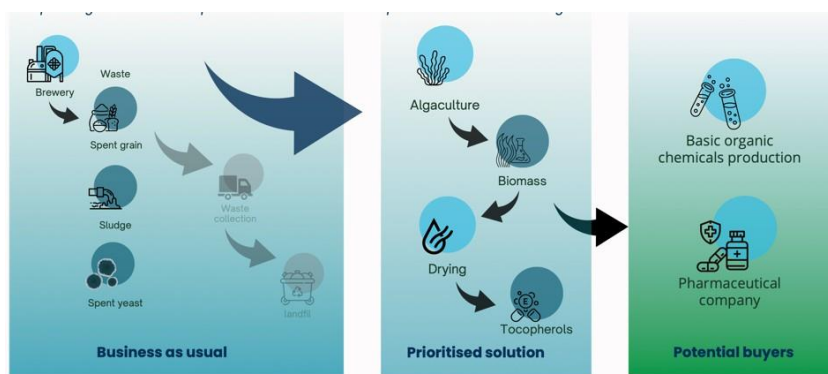 Brewery
Waste
Spent grain
Sludge
Spent yeast
Waste
collection
landfil
Business as usual
Algaculture
Biomass
Drying
E
Tocopherols
Prioritised solution
Basic organic
chemicals production
Pharmaceutical
company
Potential buyers